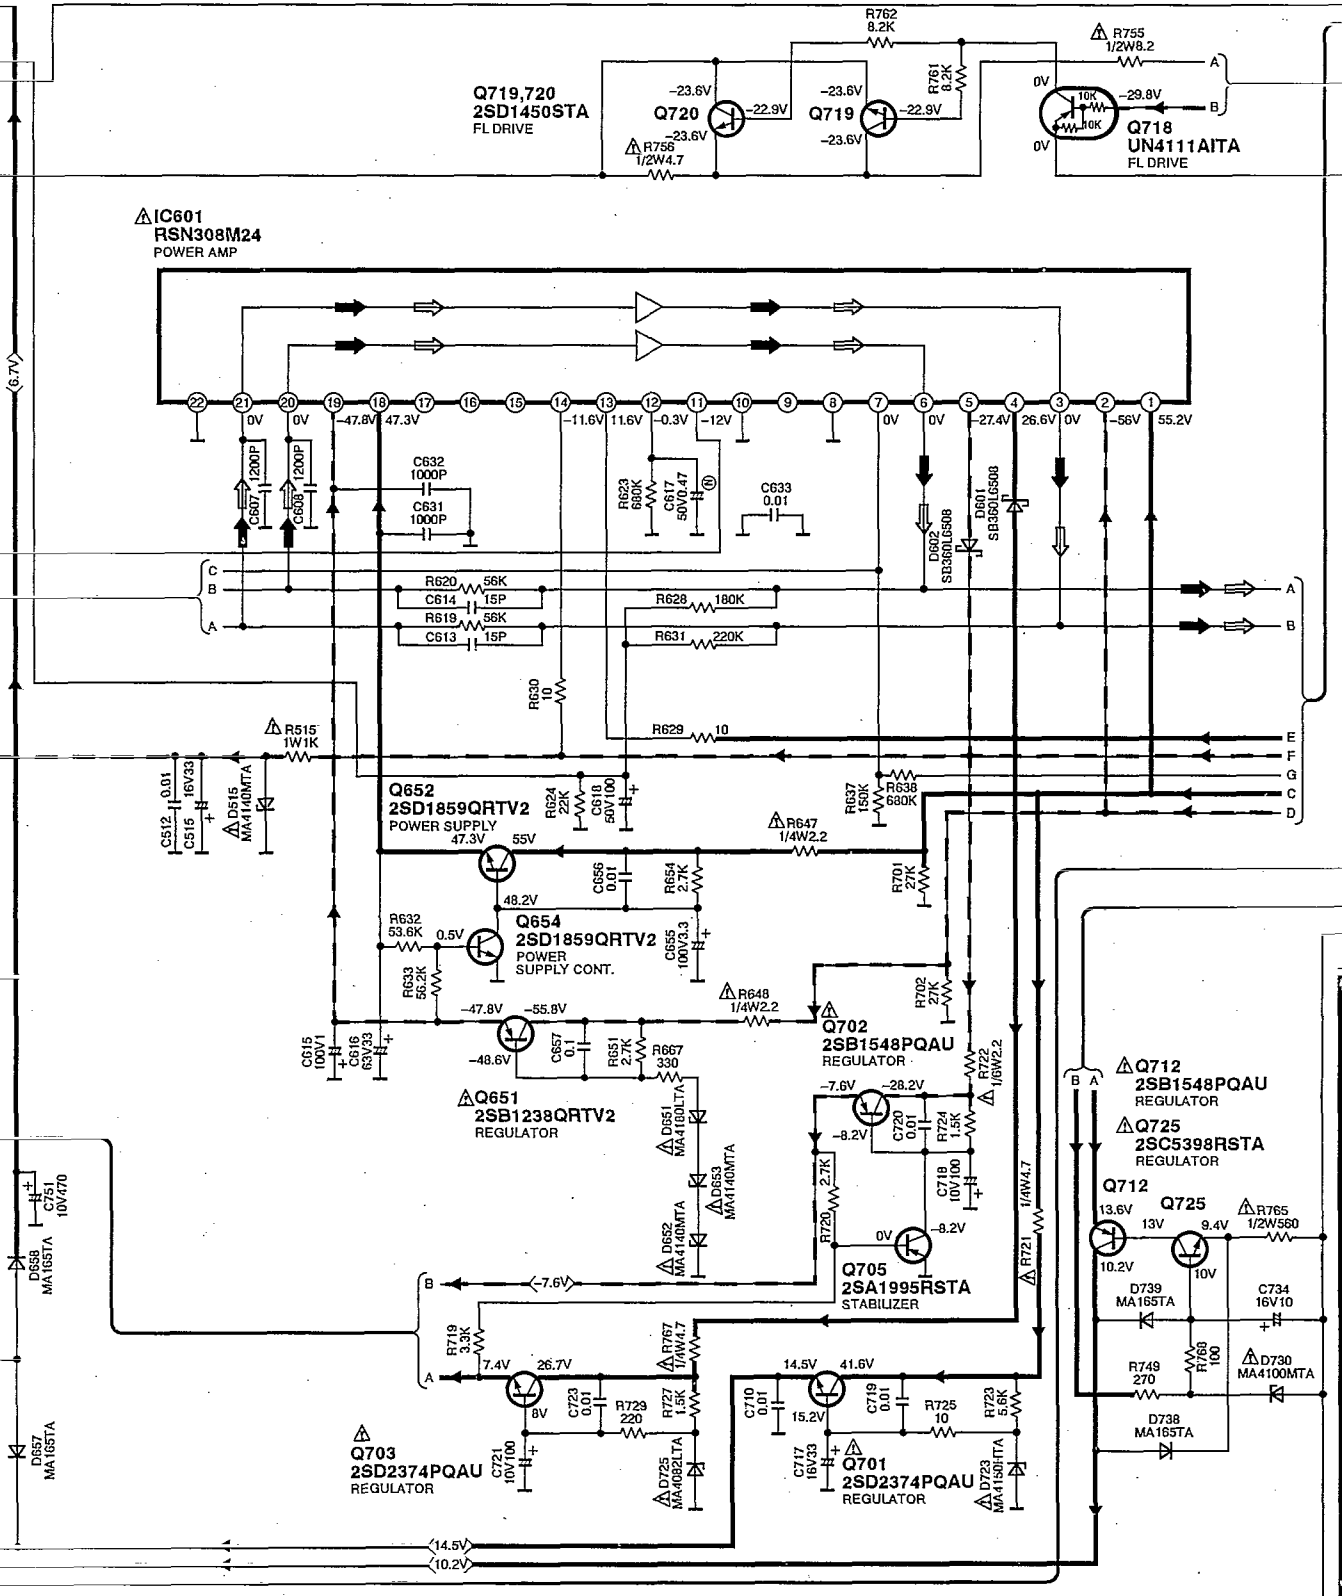 R762
8.2K
⚠ R755
1/2W8.2
A
Q719,720
2SD1450STA
FL DRIVE
−23.6V
Q720
−22.9V
−23.6V
−23.6V
Q719
−22.9V
−23.6V
R761
8.2K
0V
10K
10K
−29.8V
B
0V
Q718
UN4111AITA
FL DRIVE
⚠ R756
1/2W4.7
⚠ IC601
RSN308M24
POWER AMP
6.7V
22 21 20 19 18 17 16 15 14 13 12 11 10 9 8 7 6 5 4 3 2 1
0V 0V −47.8V 47.3V −11.6V 11.6V −0.3V −12V 0V 0V −27.4V 26.6V 0V −56V 55.2V
C607 1200P
C608 1200P
C632
1000P
C631
1000P
R623
680K
C617
50V0.47
N
C633
0.01
D602
SB360L6508
D601
SB360L6508
C
B
A
R620 56K
C614 15P
R619 56K
C613 15P
R628 180K
R631 220K
A
B
R630
10
R629 10
E
F
G
C
D
⚠ R515
1W1K
C512 0.01
C515 16V33
⚠ D515
MA4140MTA
Q652
2SD1859QRTV2
POWER SUPPLY
47.3V
55V
R624
22K
C618
50V100
R637
150K
R638
680K
⚠ R647
1/4W2.2
C656
0.01
R654
2.7K
R701
27K
48.2V
R632
53.6K
0.5V
Q654
2SD1859QRTV2
POWER
SUPPLY CONT.
C655
100V3.3
R633
56.2K
−47.8V
−55.8V
−48.6V
⚠ R648
1/4W2.2
R702
27K
C615
100V1
C616
63V33
C657
0.1
R651
2.7K
R667
330
⚠ Q651
2SB1238QRTV2
REGULATOR
⚠
Q702
2SB1548PQAU
REGULATOR
−7.6V
−28.2V
−8.2V
⚠ R722
1/6W2.2
C720
0.01
R724
1.5K
⚠ D651
MA4180LTA
⚠ D653
MA4140MTA
⚠ D652
MA4140MTA
R720
2.7K
C718
10V100
0V
−8.2V
Q705
2SA1995RSTA
STABILIZER
⚠ R721
1/4W4.7
B A
⚠ Q712
2SB1548PQAU
REGULATOR
⚠ Q725
2SC5398RSTA
REGULATOR
Q712
13.6V
10.2V
13V
Q725
9.4V
10V
⚠ R765
1/2W560
D739
MA165TA
C734
16V10
R768
100
R749
270
⚠ D730
MA4100MTA
D738
MA165TA
C751
10V470
D658
MA165TA
D657
MA165TA
B
−7.6V
A
R719
3.3K
7.4V
26.7V
8V
C723
0.01
R729
220
⚠ R767
1/4W4.7
R727
1.5K
C721
10V100
⚠ D725
MA4082LTA
⚠
Q703
2SD2374PQAU
REGULATOR
C710
0.01
14.5V
41.6V
15.2V
C719
0.01
R725
10
R723
5.6K
C717
16V33
⚠
Q701
2SD2374PQAU
REGULATOR
⚠ D723
MA4150HTA
14.5V
10.2V